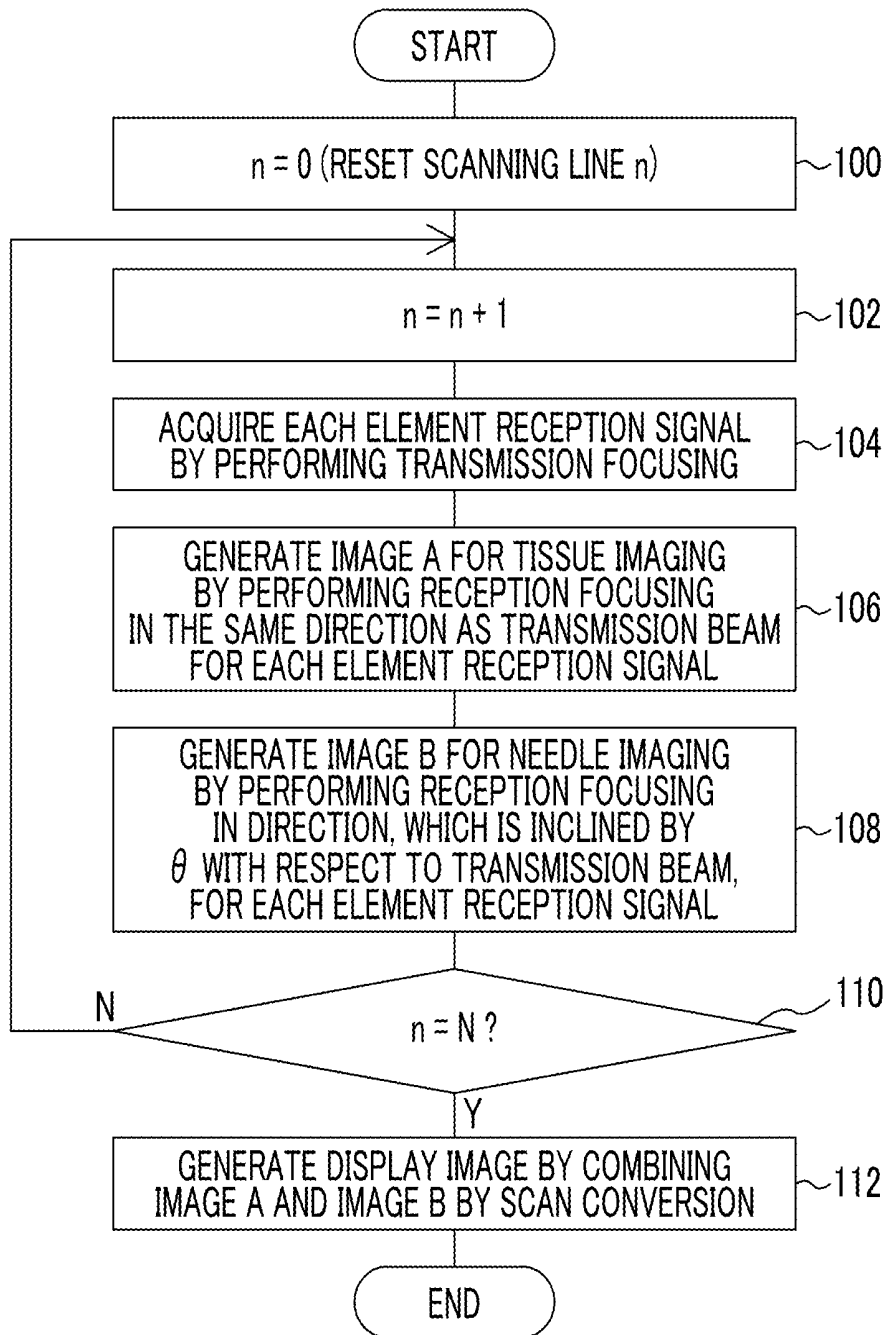 START
n = 0 (RESET SCANNING LINE n)
100
n = n + 1
102
ACQUIRE EACH ELEMENT RECEPTION SIGNAL
BY PERFORMING TRANSMISSION FOCUSING
104
GENERATE IMAGE A FOR TISSUE IMAGING
BY PERFORMING RECEPTION FOCUSING
IN THE SAME DIRECTION AS TRANSMISSION BEAM
FOR EACH ELEMENT RECEPTION SIGNAL
106
GENERATE IMAGE B FOR NEEDLE IMAGING
BY PERFORMING RECEPTION FOCUSING
IN DIRECTION, WHICH IS INCLINED BY
θ WITH RESPECT TO TRANSMISSION BEAM,
FOR EACH ELEMENT RECEPTION SIGNAL
108
N
n = N ?
110
Y
GENERATE DISPLAY IMAGE BY COMBINING
IMAGE A AND IMAGE B BY SCAN CONVERSION
112
END